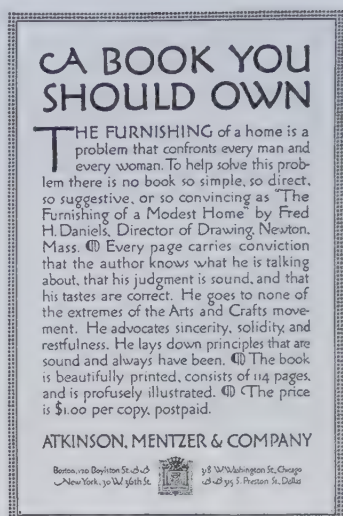 A BOOK YOU
SHOULD OWN
THE FURNISHING of a home is a
problem that confronts every man and
every woman. To help solve this prob-
lem there is no book so simple, so direct,
so suggestive, or so convincing as "The
Furnishing of a Modest Home" by Fred
H. Daniels, Director of Drawing, Newton,
Mass. ¶ Every page carries conviction
that the author knows what he is talking
about, that his judgment is sound, and that
his tastes are correct. He goes to none of
the extremes of the Arts and Crafts move-
ment. He advocates sincerity, solidity, and
restfulness. He lays down principles that are
sound and always have been. ¶ The book
is beautifully printed, consists of 114 pages,
and is profusely illustrated. ¶ The price
is $1.00 per copy, postpaid.
ATKINSON, MENTZER & COMPANY
Boston, 120 Boylston St.
New York, 30 W. 36th St.
W. Washington St., Chicago
S. Preston St., Dallas